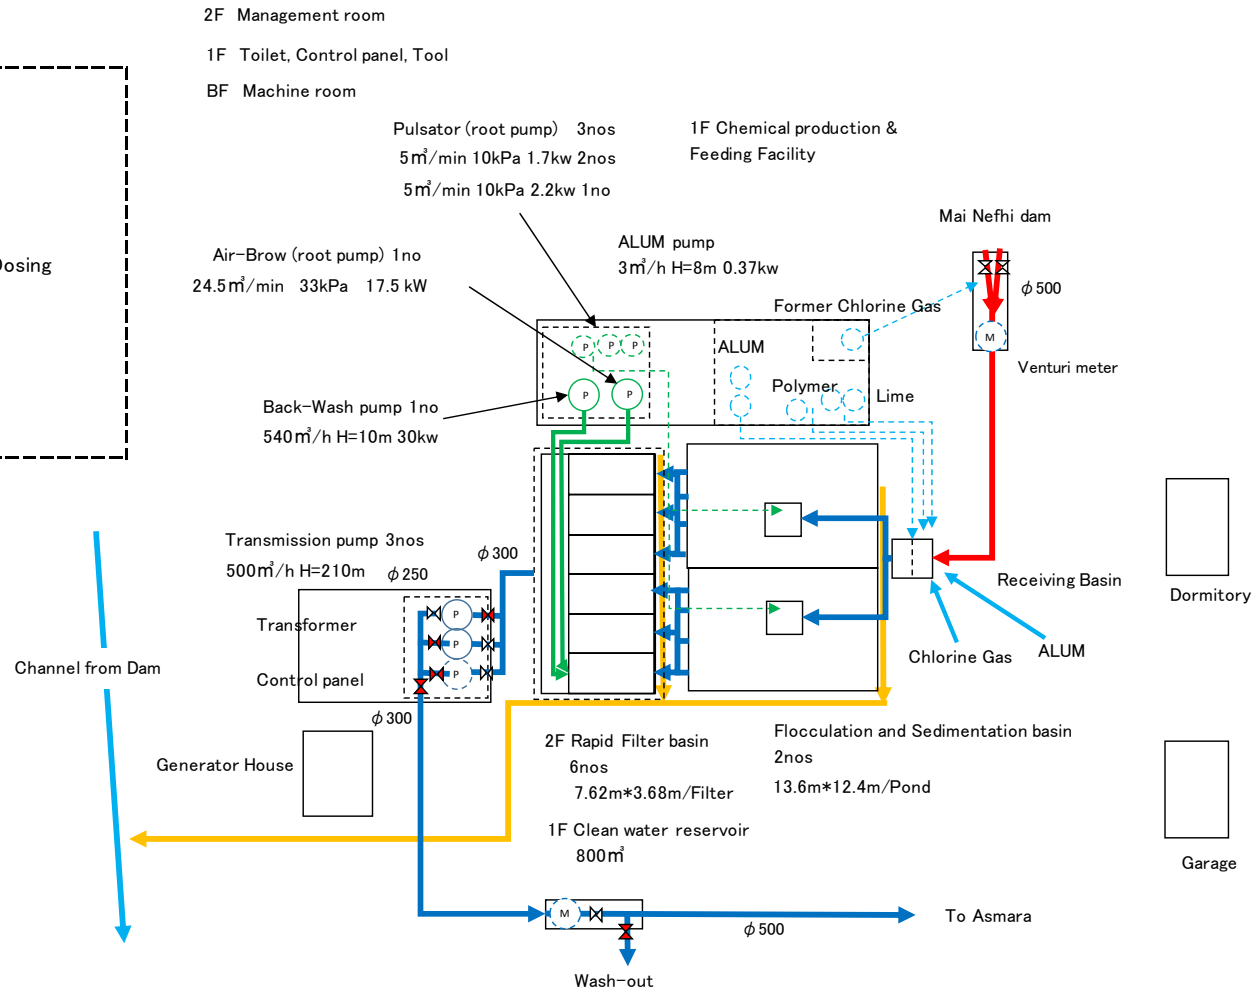 2F Management room
1F Toilet, Control panel, Tool
BF Machine room
Pulsator (root pump) 3nos
5㎥/min 10kPa 1.7kw 2nos
5㎥/min 10kPa 2.2kw 1no
1F Chemical production &
Feeding Facility
Mai Nefhi dam
Air-Brow (root pump) 1no
24.5㎥/min 33kPa 17.5 kW
ALUM pump
3㎥/h H=8m 0.37kw
Dosing
φ500
Former Chlorine Gas
M
Venturi meter
P
P
P
ALUM
Polymer
Lime
P
P
Back-Wash pump 1no
540㎥/h H=10m 30kw
Transmission pump 3nos
500㎥/h H=210m
φ250
φ300
Receiving Basin
Dormitory
Transformer
P
P
P
Control panel
Channel from Dam
Chlorine Gas
ALUM
φ300
Generator House
2F Rapid Filter basin
6nos
7.62m*3.68m/Filter
Flocculation and Sedimentation basin
2nos
13.6m*12.4m/Pond
1F Clean water reservoir
800㎥
Garage
M
To Asmara
φ500
Wash-out